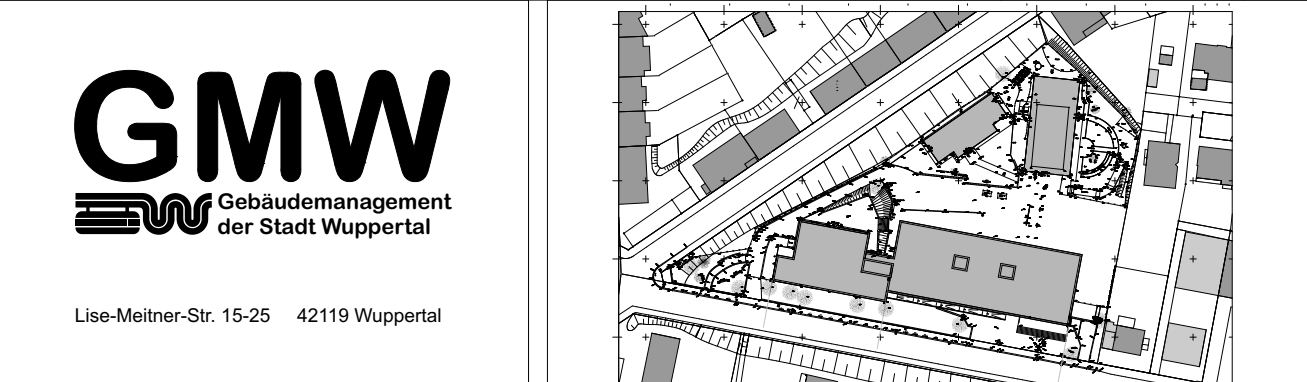 GMW
Gebäudemanagement
der Stadt Wuppertal
Lise-Meitner-Str. 15-25 42119 Wuppertal